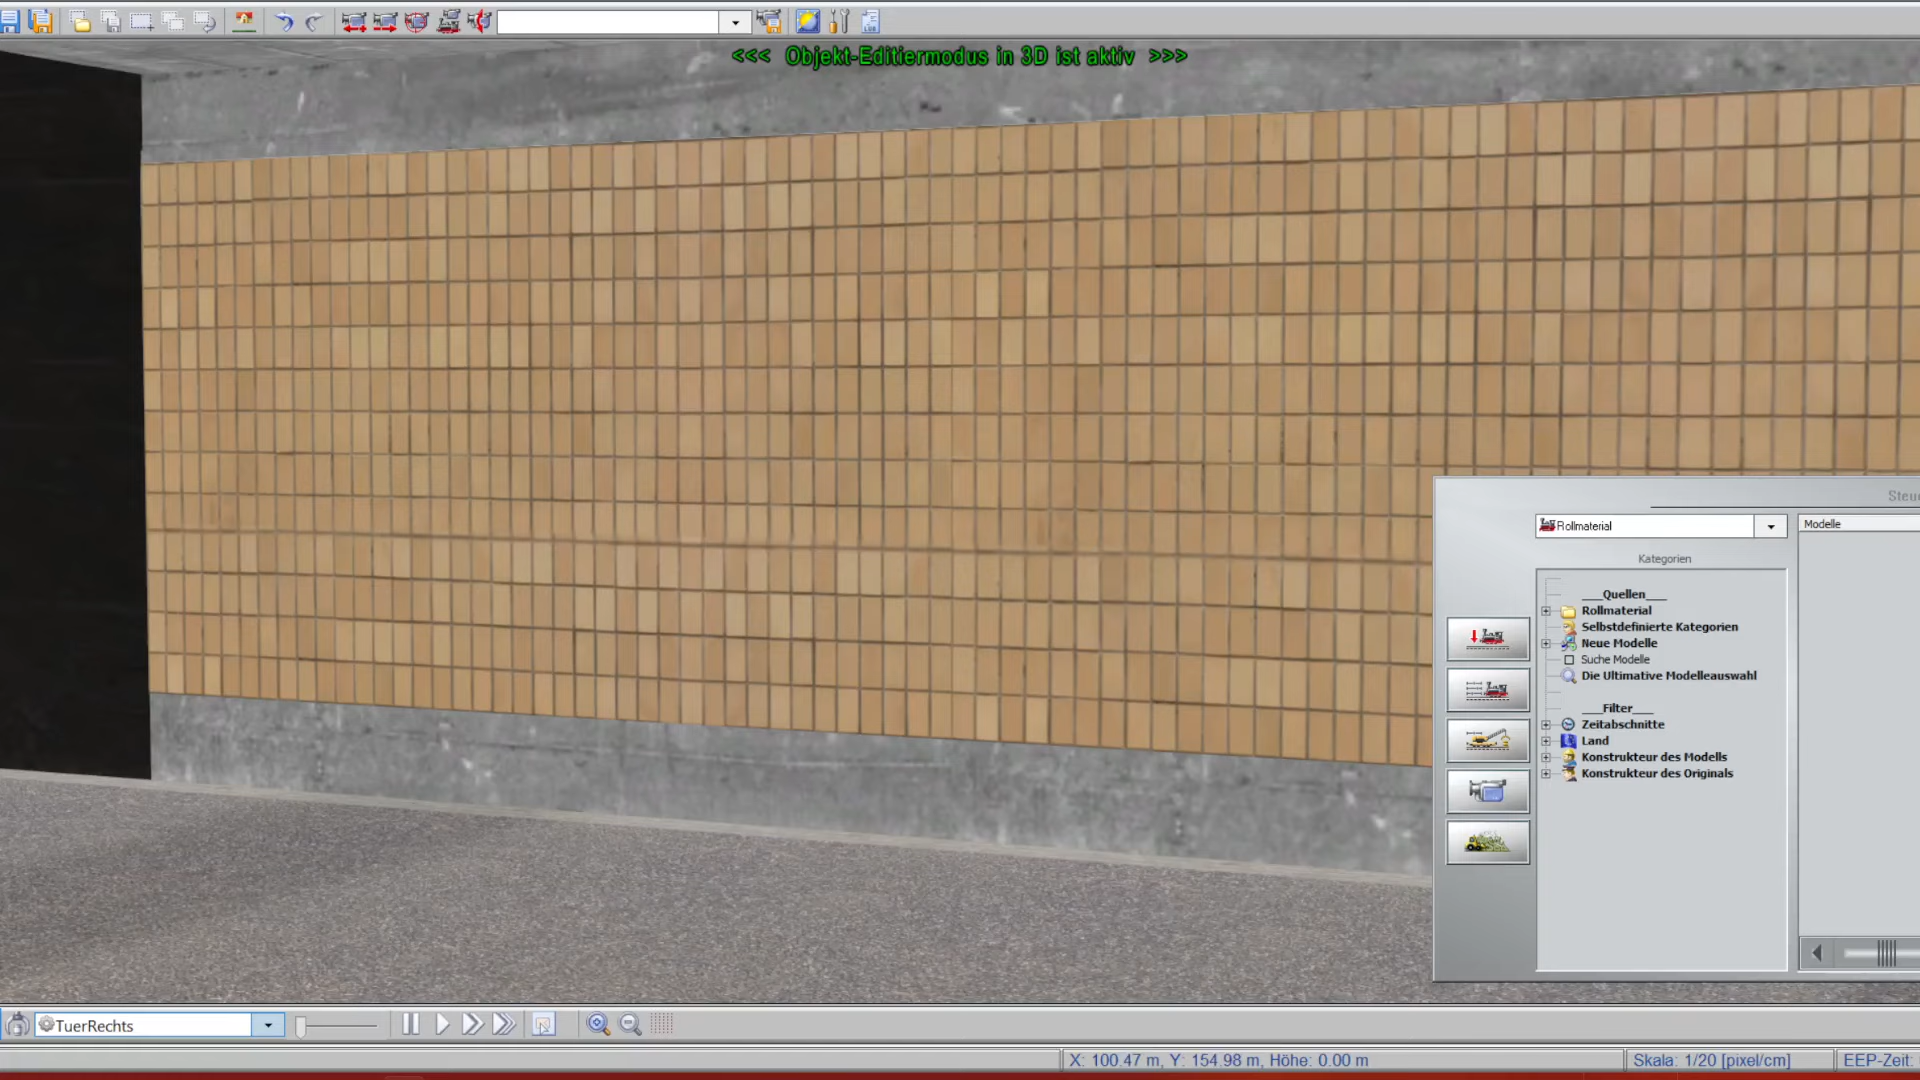 <<< Objekt-Editiermodus in 3D ist aktiv >>>
Rollmaterial
Modelle
Kategorien
___Quellen___
Rollmaterial
Selbstdefinierte Kategorien
Neue Modelle
Suche Modelle
Die Ultimative Modelleauswahl
___Filter___
Zeitabschnitte
Land
Konstrukteur des Modells
Konstrukteur des Originals
TuerRechts
X: 100.47 m, Y: 154.98 m, Höhe: 0.00 m
Skala: 1/20 [pixel/cm]
EEP-Zeit: